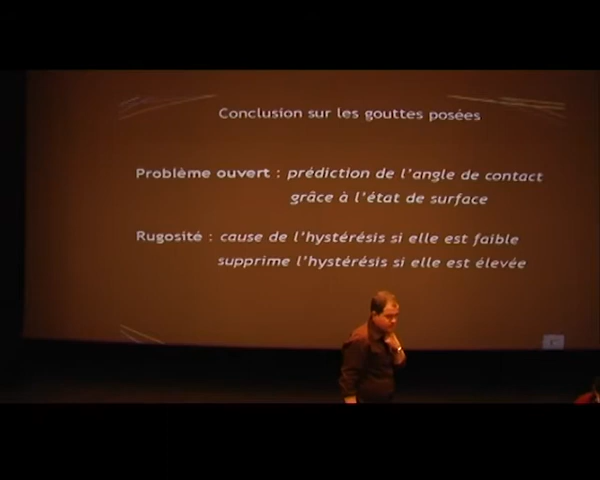 Conclusion sur les gouttes posées
Problème ouvert : prédiction de l'angle de contact
grâce à l'état de surface
Rugosité : cause de l'hystérésis si elle est faible
supprime l'hystérésis si elle est élevée